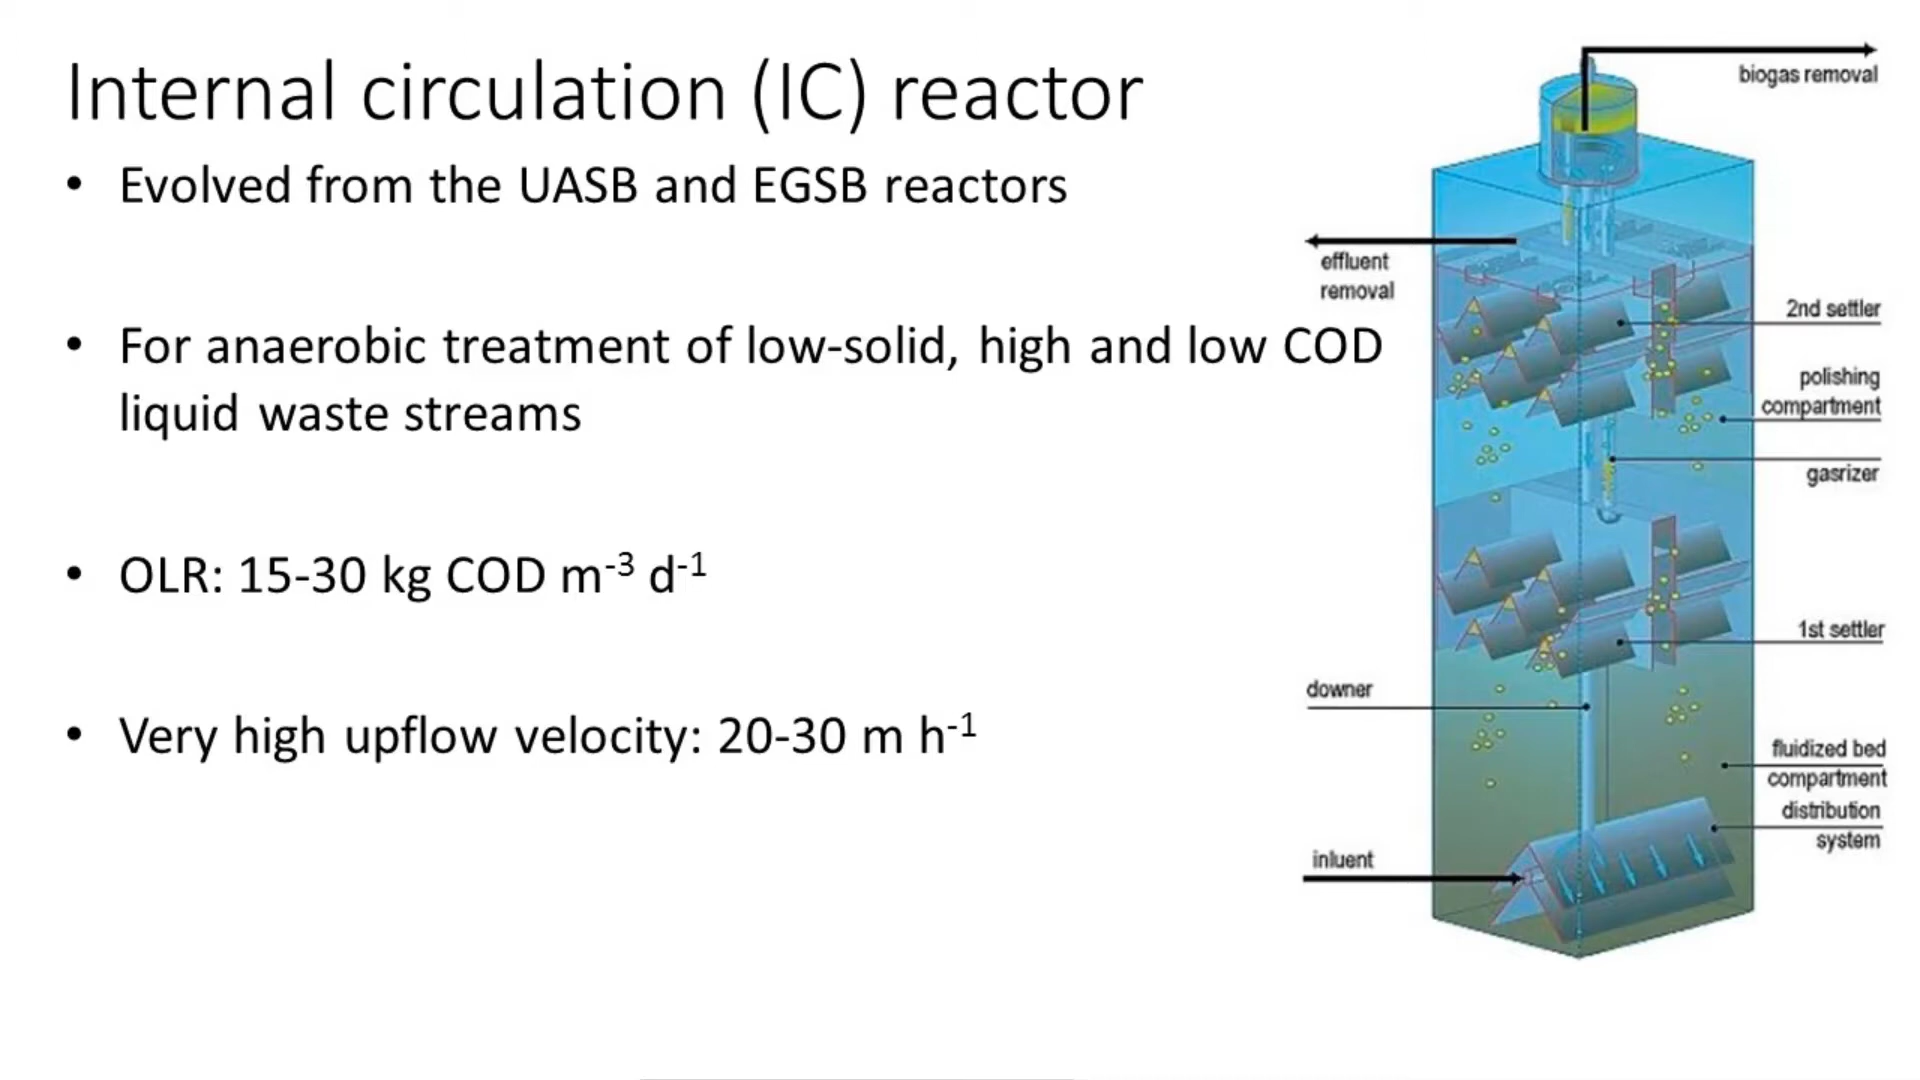 Internal circulation (IC) reactor
• Evolved from the UASB and EGSB reactors
• For anaerobic treatment of low-solid, high and low COD
liquid waste streams
• OLR: 15-30 kg COD m⁻³ d⁻¹
• Very high upflow velocity: 20-30 m h⁻¹
biogas removal
effluent
removal
2nd settler
polishing
compartment
gasrizer
1st settler
downer
fluidized bed
compartment
distribution
system
inluent